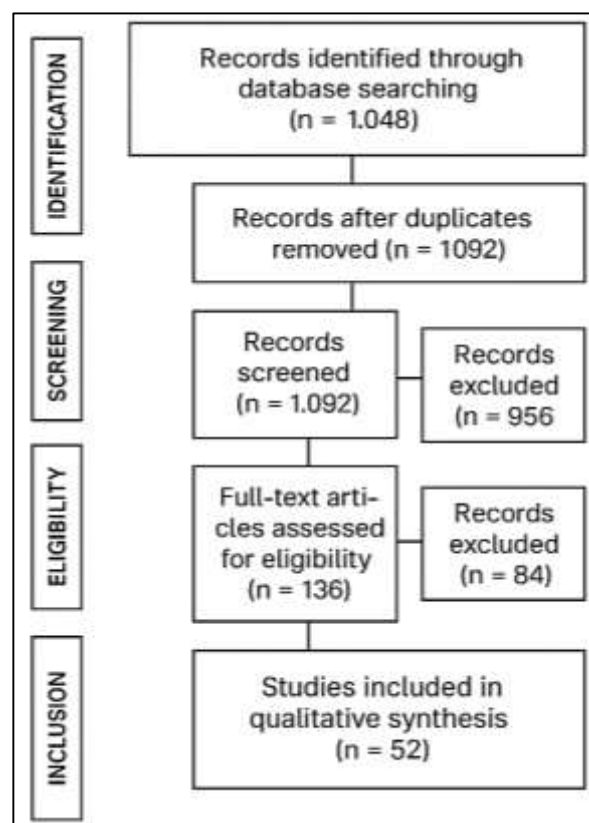 IDENTIFICATION
Records identified through
database searching
(n = 1.048)
Records after duplicates
removed (n = 1092)
SCREENING
Records
screened
(n = 1.092)
Records
excluded
(n = 956
ELIGIBILITY
Full-text arti-
cles assessed
for eligibility
(n = 136)
Records
excluded
(n = 84)
INCLUSION
Studies included in
qualitative synthesis
(n = 52)